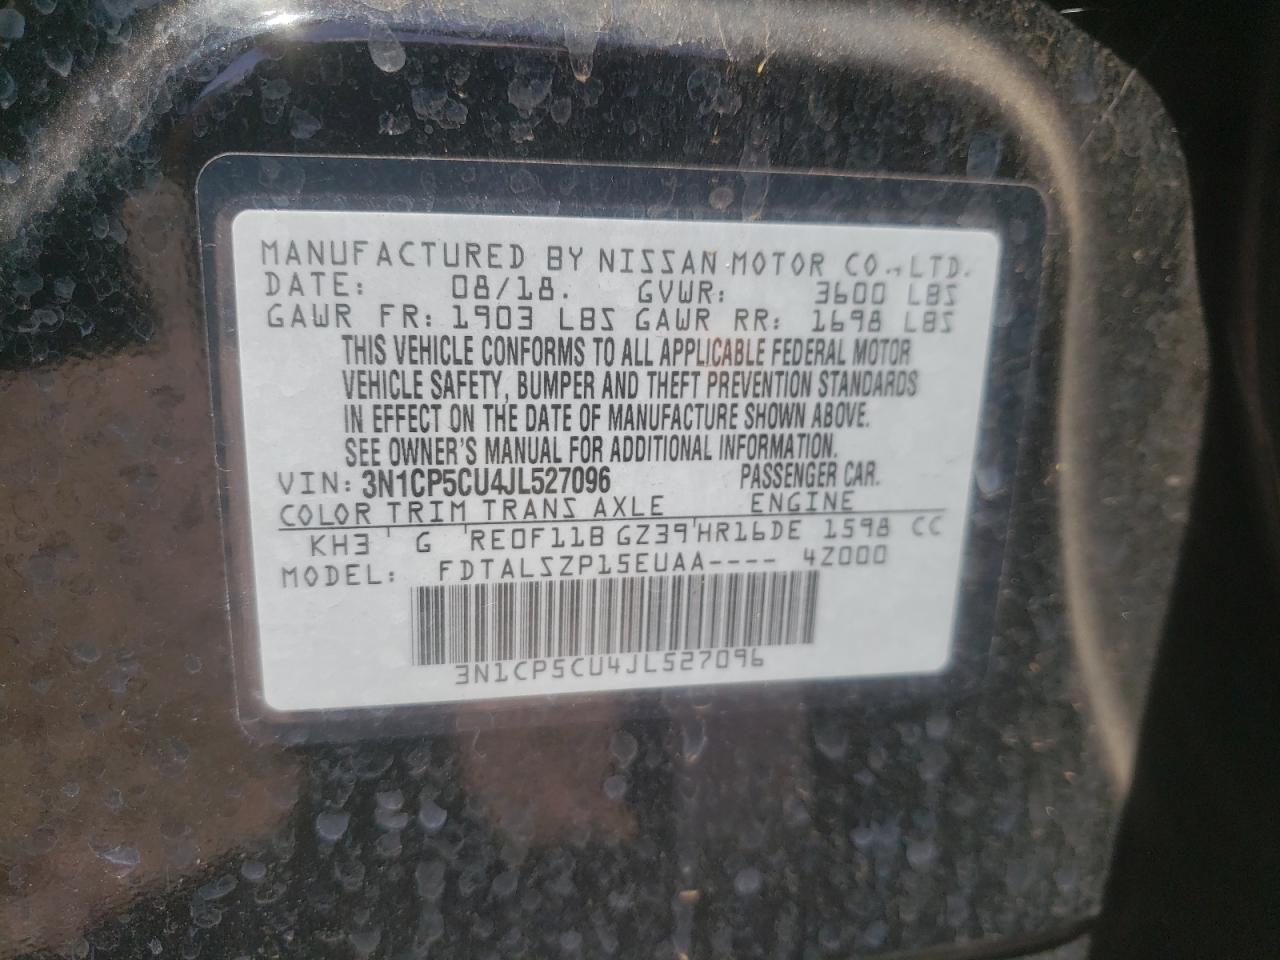 MANUFACTURED BY NISSAN MOTOR CO., LTD.
DATE: 08/18. GVWR: 3600 LBS
GAWR FR: 1903 LBS GAWR RR: 1698 LBS
THIS VEHICLE CONFORMS TO ALL APPLICABLE FEDERAL MOTOR
VEHICLE SAFETY, BUMPER AND THEFT PREVENTION STANDARDS
IN EFFECT ON THE DATE OF MANUFACTURE SHOWN ABOVE.
SEE OWNER'S MANUAL FOR ADDITIONAL INFORMATION.
VIN: 3N1CP5CU4JL527096 PASSENGER CAR.
COLOR TRIM TRANS AXLE ENGINE
KH3 G RE0F11B GZ39 HR16DE 1598 CC
MODEL: FDTALSZP15EUAA---- 4Z000
3N1CP5CU4JL527096